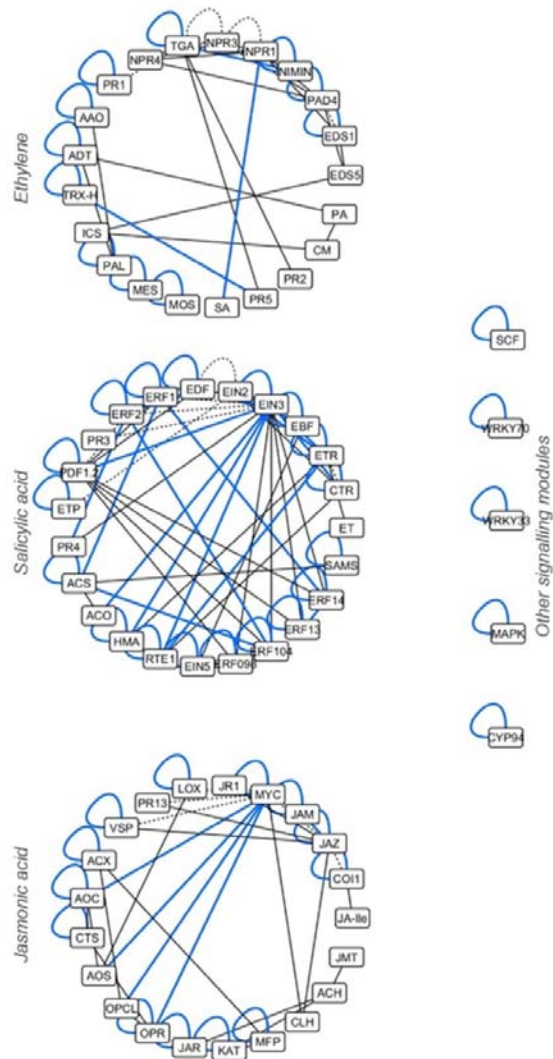 Ethylene
TGA
NPR3
NPR1
NPR4
NIMIN
PR1
PAD4
AAO
EDS1
ADT
EDS5
TRX-H
PA
ICS
CM
PAL
PR2
MES
PR5
MOS
SA
Salicylic acid
EDF
EIN2
ERF1
EIN3
ERF2
EBF
PR3
ETR
PDF1.2
CTR
ETP
ET
PR4
SAMS
ACS
ERF14
ACO
ERF13
HMA
ERF104
RTE1
ERF098
EIN5
Jasmonic acid
LOX
JR1
MYC
PR13
JAM
VSP
JAZ
ACX
COI1
AOC
JA-Ile
CTS
JMT
AOS
ACH
OPCL
CLH
OPR
MFP
JAR
KAT
Other signalling modules
SCF
WRKY70
WRKY33
MAPK
CYP94